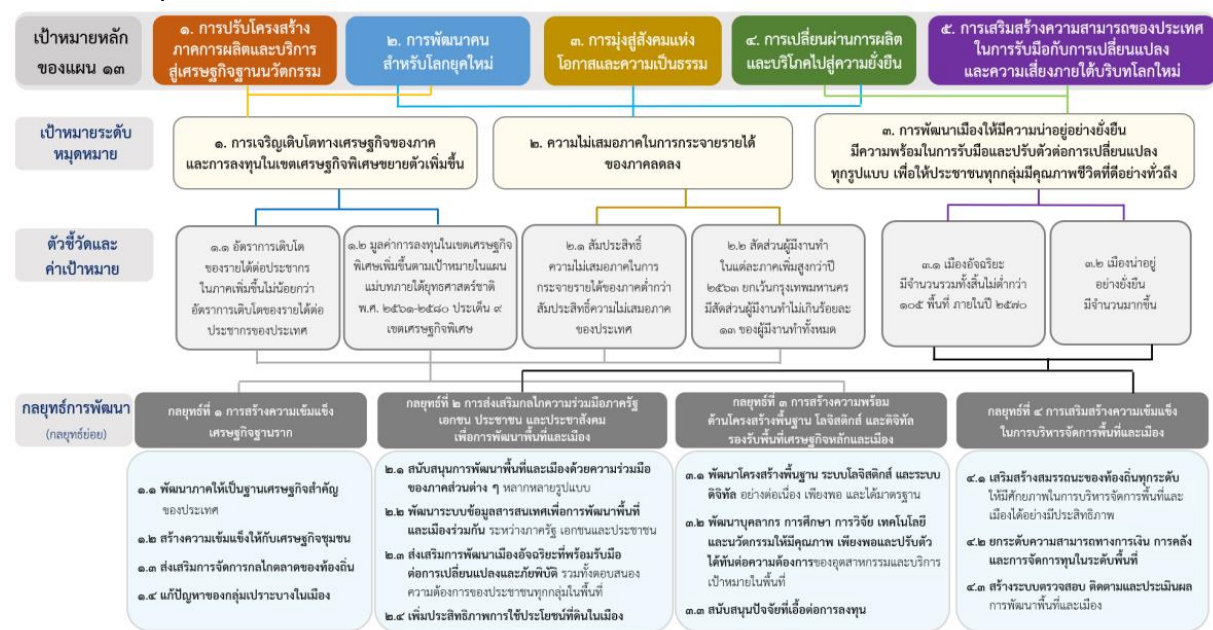 เป้าหมายหลัก
ของแผน ๑๓
๑. การปรับโครงสร้าง
ภาคการผลิตและบริการ
สู่เศรษฐกิจฐานนวัตกรรม
๒. การพัฒนาคน
สำหรับโลกยุคใหม่
๓. การมุ่งสู่สังคมแห่ง
โอกาสและความเป็นธรรม
๔. การเปลี่ยนผ่านการผลิต
และบริโภคไปสู่ความยั่งยืน
๕. การเสริมสร้างความสามารถของประเทศ
ในการรับมือกับการเปลี่ยนแปลง
และความเสี่ยงภายใต้บริบทโลกใหม่
เป้าหมายระดับ
หมุดหมาย
๑. การเจริญเติบโตทางเศรษฐกิจของภาค
และการลงทุนในเขตเศรษฐกิจพิเศษขยายตัวเพิ่มขึ้น
๒. ความไม่เสมอภาคในการกระจายรายได้
ของภาคลดลง
๓. การพัฒนาเมืองให้มีความน่าอยู่อย่างยั่งยืน
มีความพร้อมในการรับมือและปรับตัวต่อการเปลี่ยนแปลง
ทุกรูปแบบ เพื่อให้ประชาชนทุกกลุ่มมีคุณภาพชีวิตที่ดีอย่างทั่วถึง
ตัวชี้วัดและ
ค่าเป้าหมาย
๑.๑ อัตราการเติบโต
ของรายได้ต่อประชากร
ในภาคเพิ่มขึ้นไม่น้อยกว่า
อัตราการเติบโตของรายได้ต่อ
ประชากรของประเทศ
๑.๒ มูลค่าการลงทุนในเขตเศรษฐกิจ
พิเศษเพิ่มขึ้นตามเป้าหมายในแผน
แม่บทภายใต้ยุทธศาสตร์ชาติ
พ.ศ. ๒๕๖๑-๒๕๘๐ ประเด็น ๙
เขตเศรษฐกิจพิเศษ
๒.๑ สัมประสิทธิ์
ความไม่เสมอภาคในการ
กระจายรายได้ของภาคต่ำกว่า
สัมประสิทธิ์ความไม่เสมอภาค
ของประเทศ
๒.๒ สัดส่วนผู้มีงานทำ
ในแต่ละภาคเพิ่มสูงกว่าปี
๒๕๖๓ ยกเว้นกรุงเทพมหานคร
มีสัดส่วนผู้มีงานทำไม่เกินร้อยละ
๑๓ ของผู้มีงานทำทั้งหมด
๓.๑ เมืองอัจฉริยะ
มีจำนวนรวมทั้งสิ้นไม่ต่ำกว่า
๑๐๕ พื้นที่ ภายในปี ๒๕๗๐
๓.๒ เมืองน่าอยู่
อย่างยั่งยืน
มีจำนวนมากขึ้น
กลยุทธ์การพัฒนา
(กลยุทธ์ย่อย)
กลยุทธ์ที่ ๑ การสร้างความเข้มแข็ง
เศรษฐกิจฐานราก
๑.๑ พัฒนาภาคให้เป็นฐานเศรษฐกิจสำคัญ
ของประเทศ
๑.๒ สร้างความเข้มแข็งให้กับเศรษฐกิจชุมชน
๑.๓ ส่งเสริมการจัดการกลไกตลาดของท้องถิ่น
๑.๔ แก้ปัญหาของกลุ่มเปราะบางในเมือง
กลยุทธ์ที่ ๒ การส่งเสริมกลไกความร่วมมือภาครัฐ
เอกชน ประชาชน และประชาสังคม
เพื่อการพัฒนาพื้นที่และเมือง
๒.๑ สนับสนุนการพัฒนาพื้นที่และเมืองด้วยความร่วมมือ
ของภาคส่วนต่าง ๆ หลากหลายรูปแบบ
๒.๒ พัฒนาระบบข้อมูลสารสนเทศเพื่อการพัฒนาพื้นที่
และเมืองร่วมกัน ระหว่างภาครัฐ เอกชนและประชาชน
๒.๓ ส่งเสริมการพัฒนาเมืองอัจฉริยะที่พร้อมรับมือ
ต่อการเปลี่ยนแปลงและภัยพิบัติ รวมทั้งตอบสนอง
ความต้องการของประชาชนทุกกลุ่มในพื้นที่
๒.๔ เพิ่มประสิทธิภาพการใช้ประโยชน์ที่ดินในเมือง
กลยุทธ์ที่ ๓ การสร้างความพร้อม
ด้านโครงสร้างพื้นฐาน โลจิสติกส์ และดิจิทัล
รองรับพื้นที่เศรษฐกิจหลักและเมือง
๓.๑ พัฒนาโครงสร้างพื้นฐาน ระบบโลจิสติกส์ และระบบ
ดิจิทัล อย่างต่อเนื่อง เพียงพอ และได้มาตรฐาน
๓.๒ พัฒนาบุคลากร การศึกษา การวิจัย เทคโนโลยี
และนวัตกรรมให้มีคุณภาพ เพียงพอและปรับตัว
ได้ทันต่อความต้องการของอุตสาหกรรมและบริการ
เป้าหมายในพื้นที่
๓.๓ สนับสนุนปัจจัยที่เอื้อต่อการลงทุน
กลยุทธ์ที่ ๔ การเสริมสร้างความเข้มแข็ง
ในการบริหารจัดการพื้นที่และเมือง
๔.๑ เสริมสร้างสมรรถนะของท้องถิ่นทุกระดับ
ให้มีศักยภาพในการบริหารจัดการพื้นที่และ
เมืองได้อย่างมีประสิทธิภาพ
๔.๒ ยกระดับความสามารถทางการเงิน การคลัง
และการจัดการทุนในระดับพื้นที่
๔.๓ สร้างระบบตรวจสอบ ติดตามและประเมินผล
การพัฒนาพื้นที่และเมือง